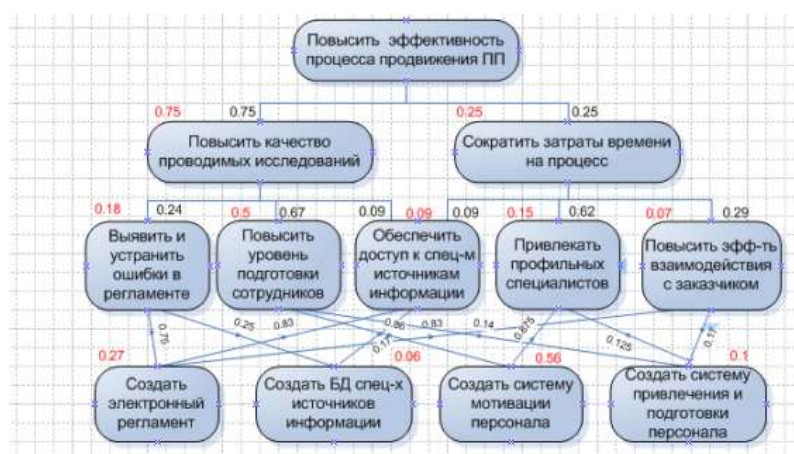 Повысить эффективность
процесса продвижения ПП
0.75
0.75
0.25
0.25
Повысить качество
проводимых исследований
Сократить затраты времени
на процесс
0.18
0.24
0.5
0.67
0.09
0.09
0.09
0.15
0.62
0.07
0.29
Выявить и
устранить
ошибки в
регламенте
Повысить
уровень
подготовки
сотрудников
Обеспечить
доступ к спец-м
источникам
информации
Привлекать
профильных
специалистов
Повысить эфф-ть
взаимодействия
с заказчиком
0.75
0.25
0.83
0.17
0.86
0.83
0.14
0.875
0.125
0.17
0.27
0.06
0.56
0.1
Создать
электронный
регламент
Создать БД спец-х
источников
информации
Создать систему
мотивации
персонала
Создать систему
привлечения и
подготовки
персонала